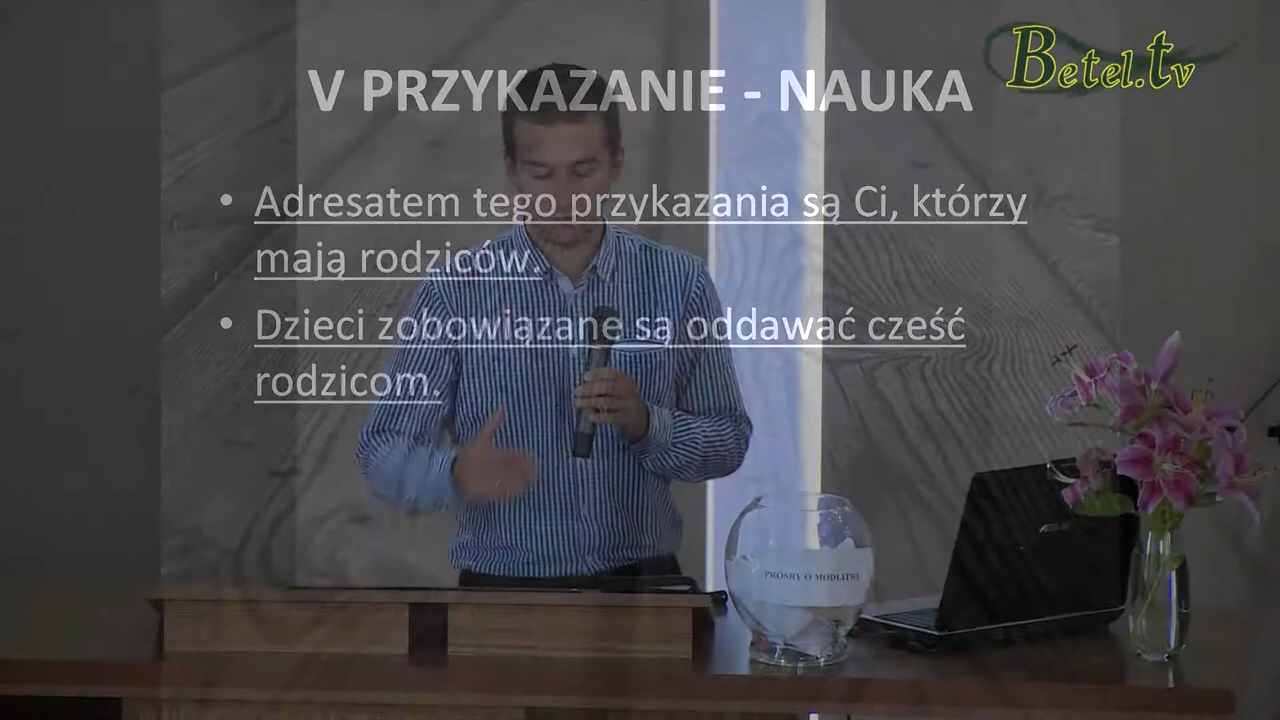 Betel.tv
V PRZYKAZANIE - NAUKA
• Adresatem tego przykazania są Ci, którzy
mają rodziców.
• Dzieci zobowiązane są oddawać cześć
rodzicom.
PROŚBY O MODLITWĘ
ASUS